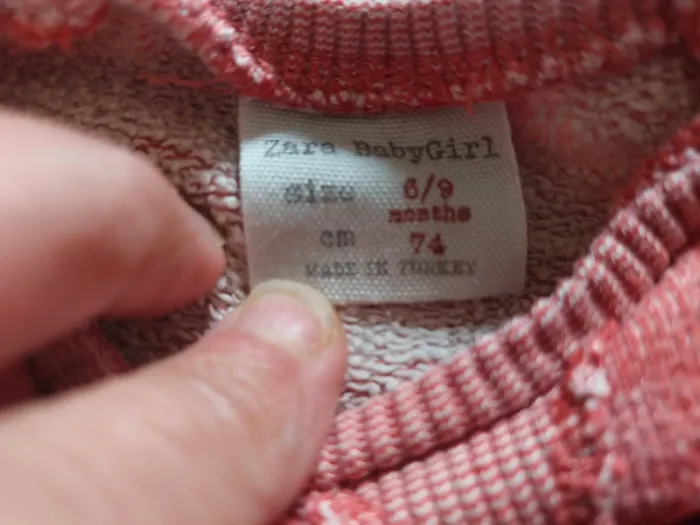 Zara BabyGirl
size 6/9
months
cm 74
MADE IN TURKEY